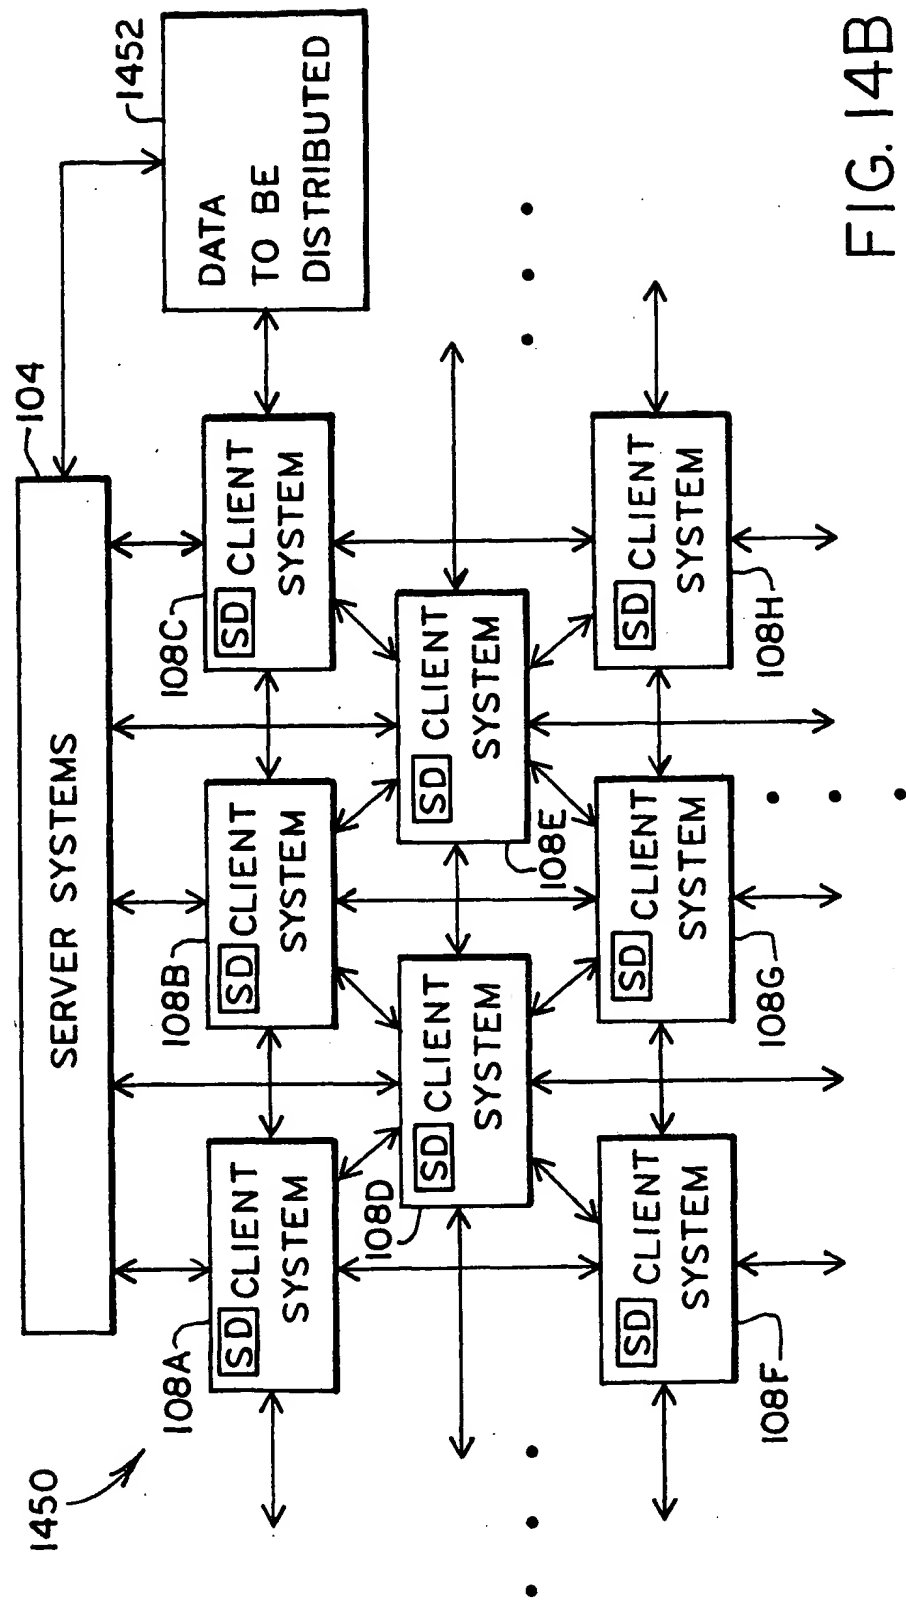 1450
104
1452
SERVER SYSTEMS
DATA
TO BE
DISTRIBUTED
108A
SD CLIENT
SYSTEM
108B
SD CLIENT
SYSTEM
108C
SD CLIENT
SYSTEM
108D
SD CLIENT
SYSTEM
108E
SD CLIENT
SYSTEM
108F
SD CLIENT
SYSTEM
108G
SD CLIENT
SYSTEM
108H
SD CLIENT
SYSTEM
FIG. 14B